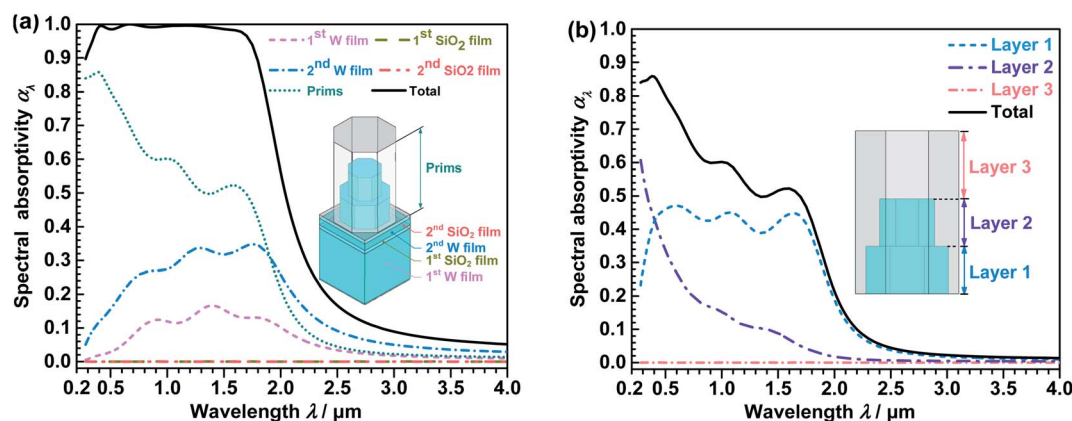 (a)
1.0
0.9
0.8
0.7
0.6
0.5
0.4
0.3
0.2
0.1
0.0
Spectral absorptivity αλ
1st W film
1st SiO2 film
2nd W film
2nd SiO2 film
Prims
Total
Prims
2nd SiO2 film
2nd W film
1st SiO2 film
1st W film
0.2 0.5 1.0 1.5 2.0 2.5 3.0 3.5 4.0
Wavelength λ / μm
(b)
1.0
0.9
0.8
0.7
0.6
0.5
0.4
0.3
0.2
0.1
0.0
Spectral absorptivity αλ
Layer 1
Layer 2
Layer 3
Total
Layer 3
Layer 2
Layer 1
0.2 0.5 1.0 1.5 2.0 2.5 3.0 3.5 4.0
Wavelength λ / μm